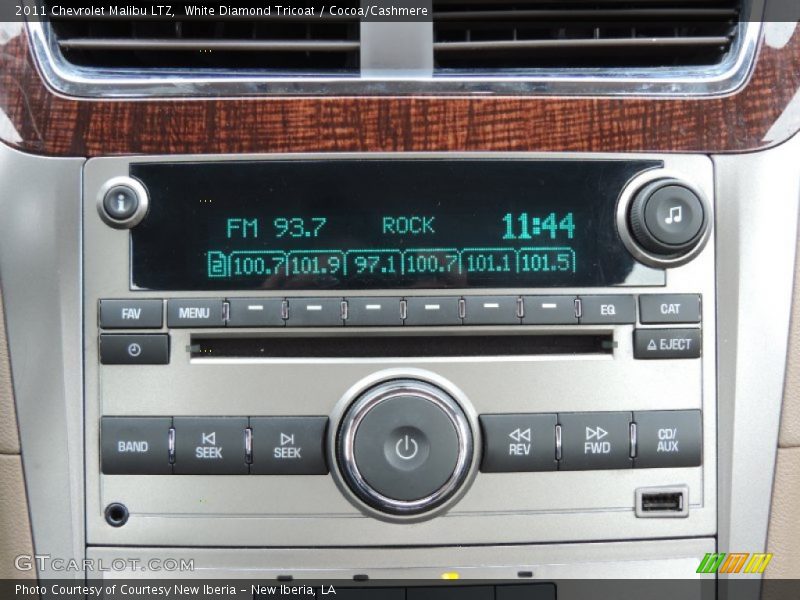 2011 Chevrolet Malibu LTZ, White Diamond Tricoat / Cocoa/Cashmere
FM 93.7 ROCK 11:44
2 100.7 101.9 97.1 100.7 101.1 101.5
FAV MENU EQ CAT
EJECT
BAND SEEK SEEK REV FWD CD/
AUX
GTCARLOT.COM
Photo Courtesy of Courtesy New Iberia - New Iberia, LA